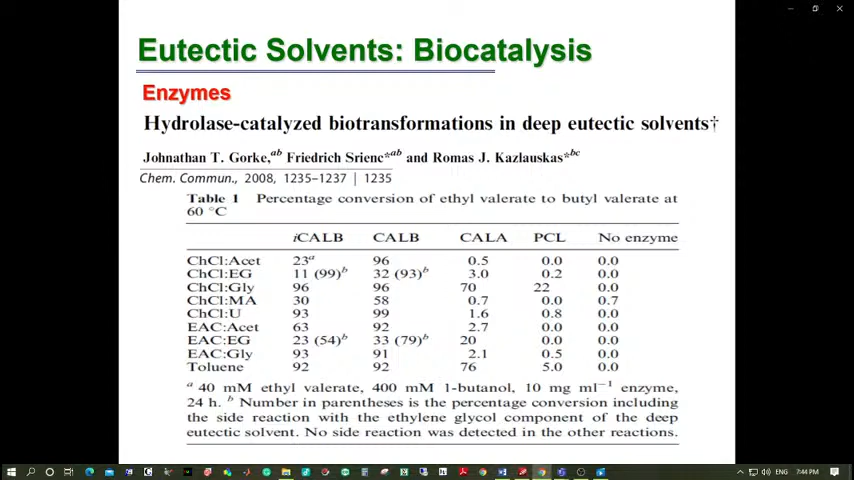 Eutectic Solvents: Biocatalysis
Enzymes
Hydrolase-catalyzed biotransformations in deep eutectic solvents†
Johnathan T. Gorke,ab Friedrich Srienc*ab and Romas J. Kazlauskas*bc
Chem. Commun., 2008, 1235–1237 | 1235
Table 1 Percentage conversion of ethyl valerate to butyl valerate at
60 °C
iCALB CALB CALA PCL No enzyme
ChCl:Acet 23a 96 0.5 0.0 0.0
ChCl:EG 11 (99)b 32 (93)b 3.0 0.2 0.0
ChCl:Gly 96 96 70 22 0.0
ChCl:MA 30 58 0.7 0.0 0.7
ChCl:U 93 99 1.6 0.8 0.0
EAC:Acet 63 92 2.7 0.0 0.0
EAC:EG 23 (54)b 33 (79)b 20 0.0 0.0
EAC:Gly 93 91 2.1 0.5 0.0
Toluene 92 92 76 5.0 0.0
a 40 mM ethyl valerate, 400 mM 1-butanol, 10 mg ml−1 enzyme,
24 h. b Number in parentheses is the percentage conversion including
the side reaction with the ethylene glycol component of the deep
eutectic solvent. No side reaction was detected in the other reactions.
ENG 7:44 PM